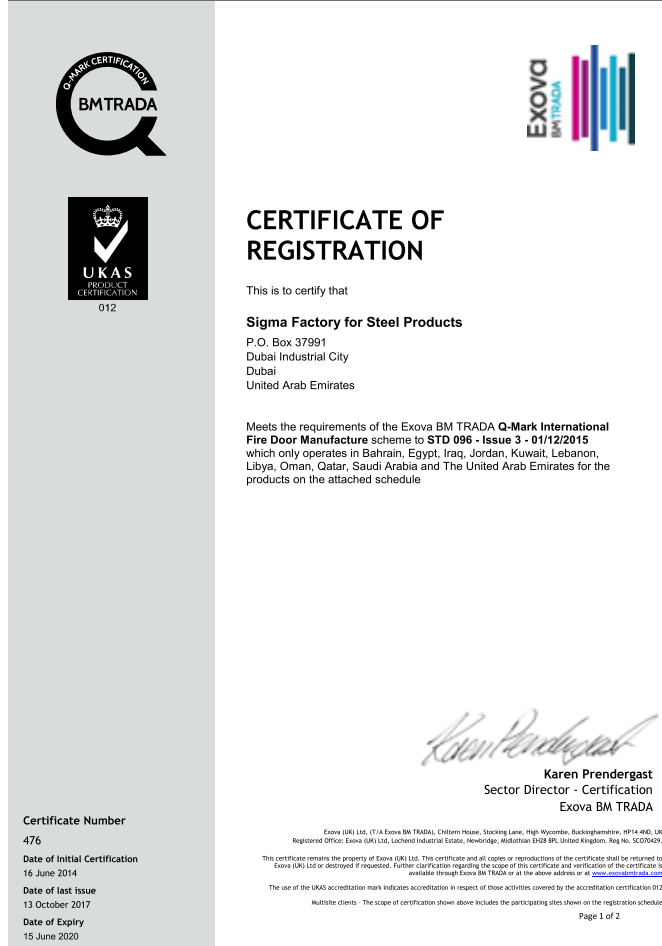 Q-MARK CERTIFICATION
BMTRADA
Exova
BMTRADA
UKAS
PRODUCT
CERTIFICATION
012
CERTIFICATE OF
REGISTRATION
This is to certify that
Sigma Factory for Steel Products
P.O. Box 37991
Dubai Industrial City
Dubai
United Arab Emirates
Meets the requirements of the Exova BM TRADA Q-Mark International
Fire Door Manufacture scheme to STD 096 - Issue 3 - 01/12/2015
which only operates in Bahrain, Egypt, Iraq, Jordan, Kuwait, Lebanon,
Libya, Oman, Qatar, Saudi Arabia and The United Arab Emirates for the
products on the attached schedule
Karen Prendergast
Karen Prendergast
Sector Director - Certification
Exova BM TRADA
Certificate Number
476
Date of Initial Certification
16 June 2014
Date of last issue
13 October 2017
Date of Expiry
15 June 2020
Exova (UK) Ltd, (T/A Exova BM TRADA), Chiltern House, Stocking Lane, High Wycombe, Buckinghamshire, HP14 4ND, UK
Registered Office: Exova (UK) Ltd, Lochend Industrial Estate, Newbridge, Midlothian EH28 8PL United Kingdom. Reg No. SCO70429.
This certificate remains the property of Exova (UK) Ltd. This certificate and all copies or reproductions of the certificate shall be returned to
Exova (UK) Ltd or destroyed if requested. Further clarification regarding the scope of this certificate and verification of the certificate is
available through Exova BM TRADA or at the above address or at www.exovabmtrada.com
The use of the UKAS accreditation mark indicates accreditation in respect of those activities covered by the accreditation certification 012
Multisite clients - The scope of certification shown above includes the participating sites shown on the registration schedule
Page 1 of 2